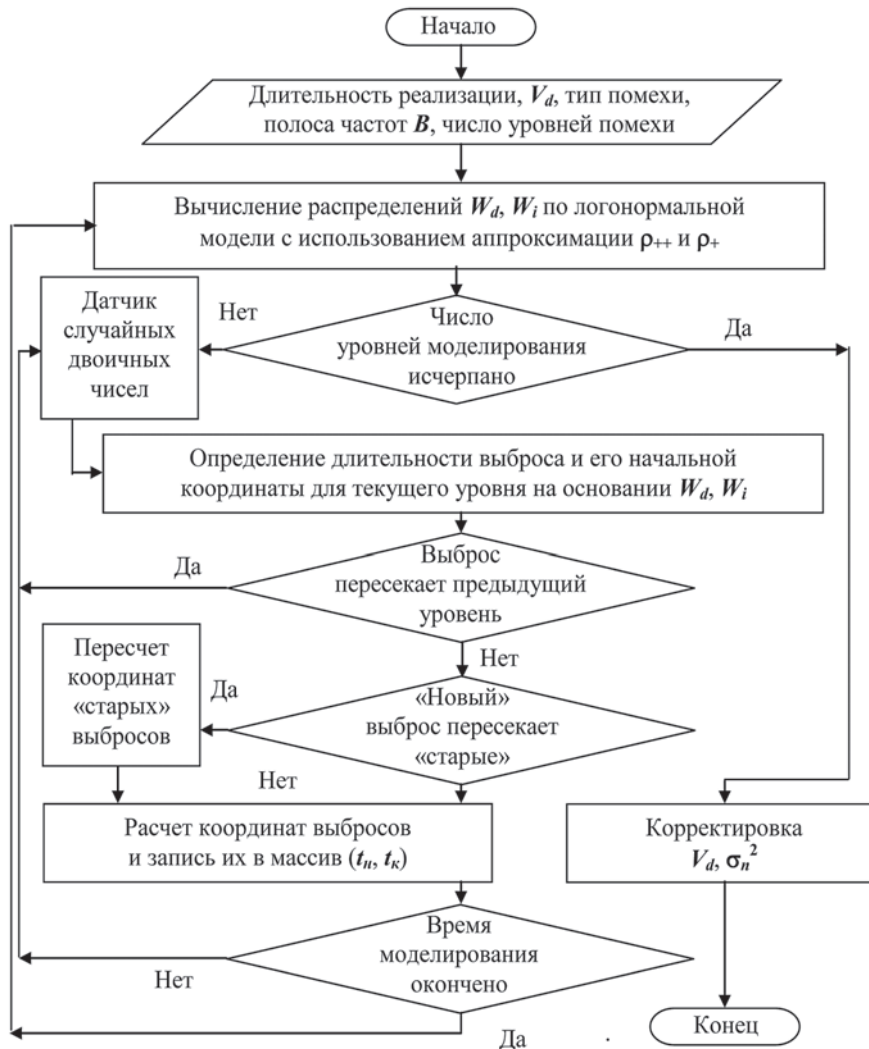 Начало
Длительность реализации, V_d, тип помехи,
полоса частот B, число уровней помехи
Вычисление распределений W_d, W_i по логонормальной
модели с использованием аппроксимации ρ₊₊ и ρ₊
Датчик
случайных
двоичных
чисел
Нет
Число
уровней моделирования
исчерпано
Да
Определение длительности выброса и его начальной
координаты для текущего уровня на основании W_d, W_i
Да
Выброс
пересекает предыдущий
уровень
Нет
Пересчет
координат
«старых»
выбросов
Да
«Новый»
выброс пересекает
«старые»
Нет
Расчет координат выбросов
и запись их в массив (t_н, t_к)
Корректировка
V_d, σ_n²
Время
моделирования
окончено
Нет
Да
Конец